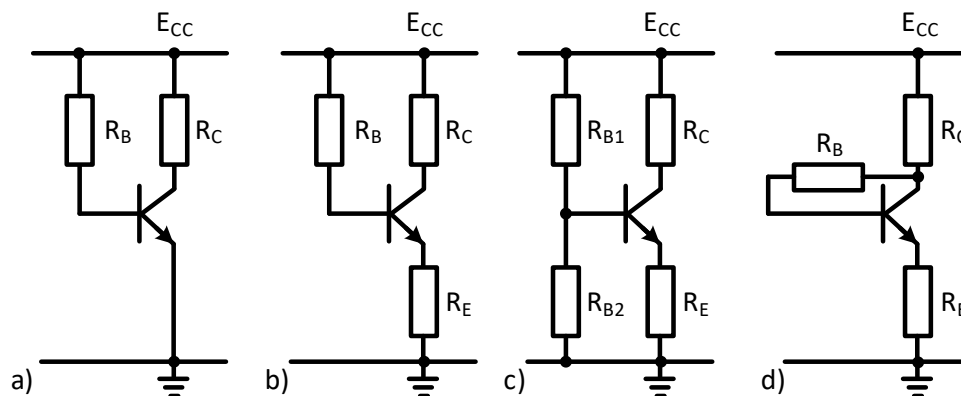 E_CC
R_B
R_C
a)
E_CC
R_B
R_C
R_E
b)
E_CC
R_B1
R_C
R_B2
R_E
c)
E_CC
R_B
d)